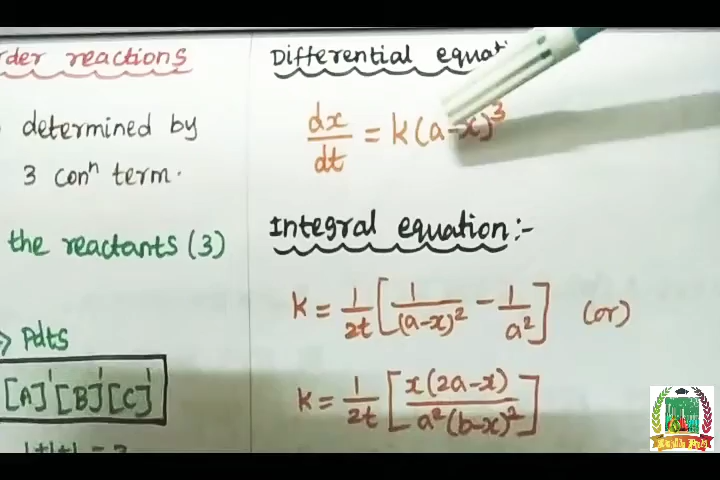 rder reactions
determined by
3 conⁿ term.
the reactants (3)
Pdts
[A]¹ [B]¹ [C]¹
Differential equati
dx/dt = k(a-x)³
Integral equation:-
k = 1/2t [1/(a-x)² - 1/a²] (or)
k = 1/2t [x(2a-x)/a²(b-x)²]